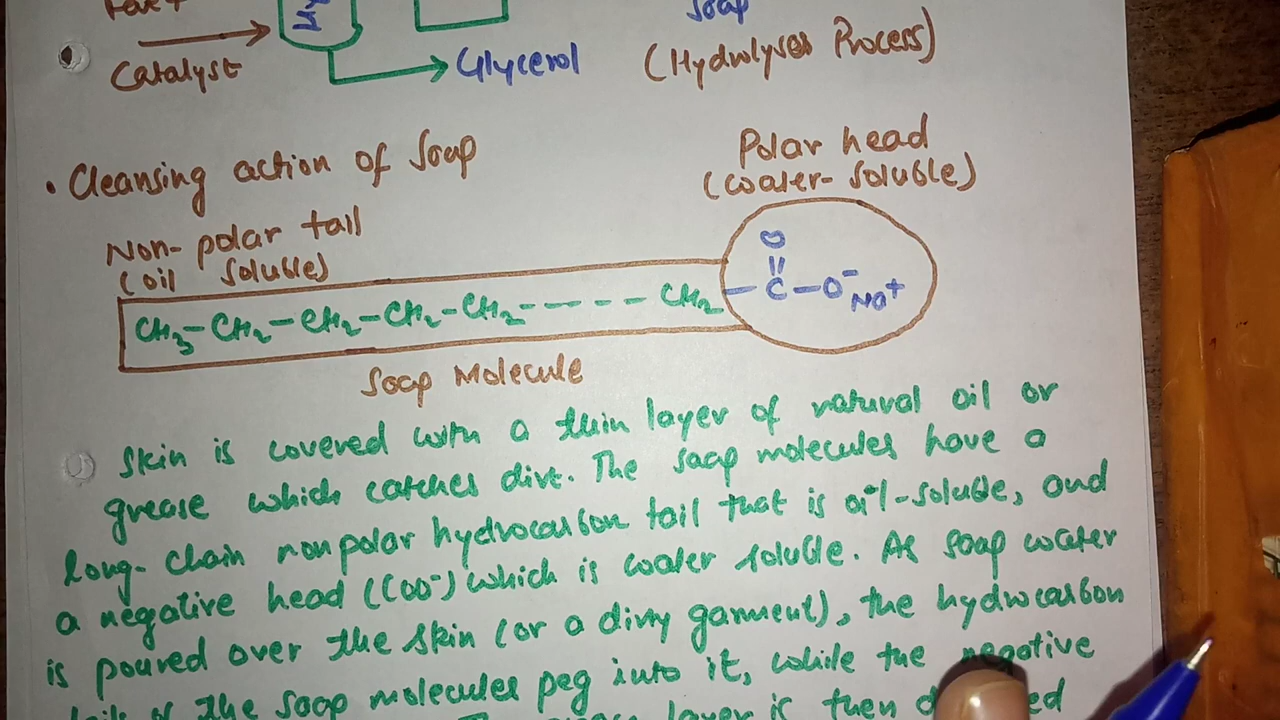 Catalyst
Glycerol
Soap
(Hydrolyses Process)
• Cleansing action of Soap
Polar head
(water-soluble)
Non-polar tail
(oil soluble)
CH3-CH2-CH2-CH2-CH2----- CH2 - C - O⁻ Na⁺
O
Soap Molecule
Skin is covered with a thin layer of natural oil or
grease which catches dirt. The soap molecules have a
long-chain nonpolar hydrocarbon tail that is oil-soluble, and
a negative head (COO⁻) which is water soluble. As soap water
is poured over the skin (or a dirty garment), the hydrocarbon
the soap molecules peg into it, while the negative
layer is then